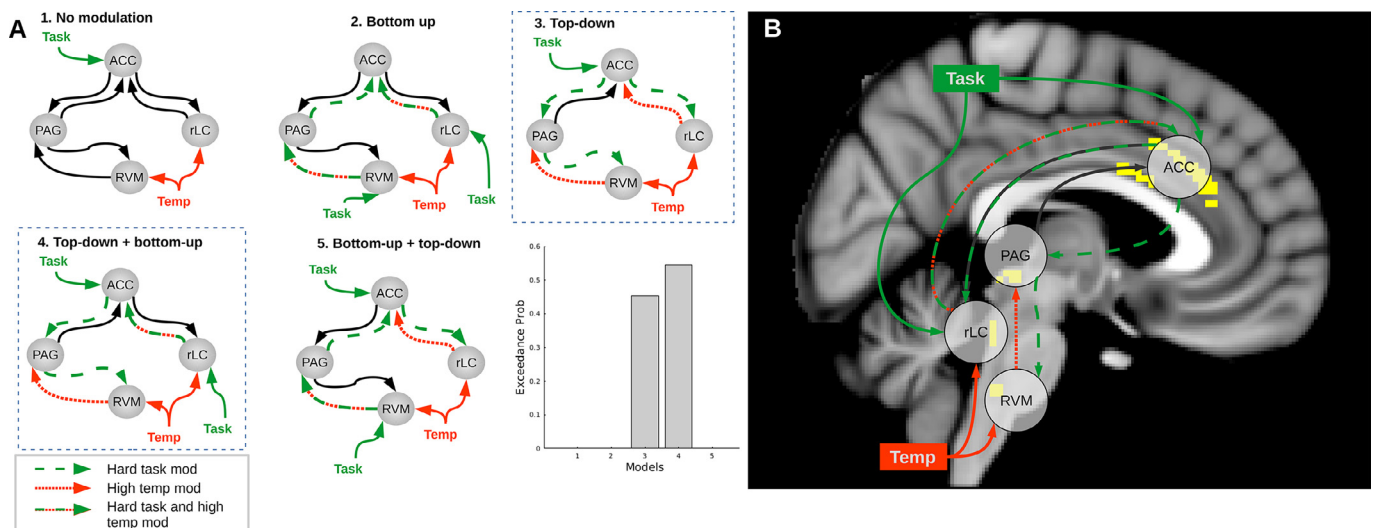 A
1. No modulation
Task
ACC
PAG
rLC
RVM
Temp
2. Bottom up
ACC
PAG
rLC
RVM
Task
Temp
Task
3. Top-down
Task
ACC
PAG
rLC
RVM
Temp
4. Top-down + bottom-up
Task
ACC
PAG
rLC
RVM
Temp
Task
5. Bottom-up + top-down
Task
ACC
PAG
rLC
RVM
Task
Temp
Exceedance Prob
0.6
0.5
0.4
0.3
0.2
0.1
0
1 2 3 4 5
Models
Hard task mod
High temp mod
Hard task and high
temp mod
B
Task
ACC
PAG
rLC
RVM
Temp